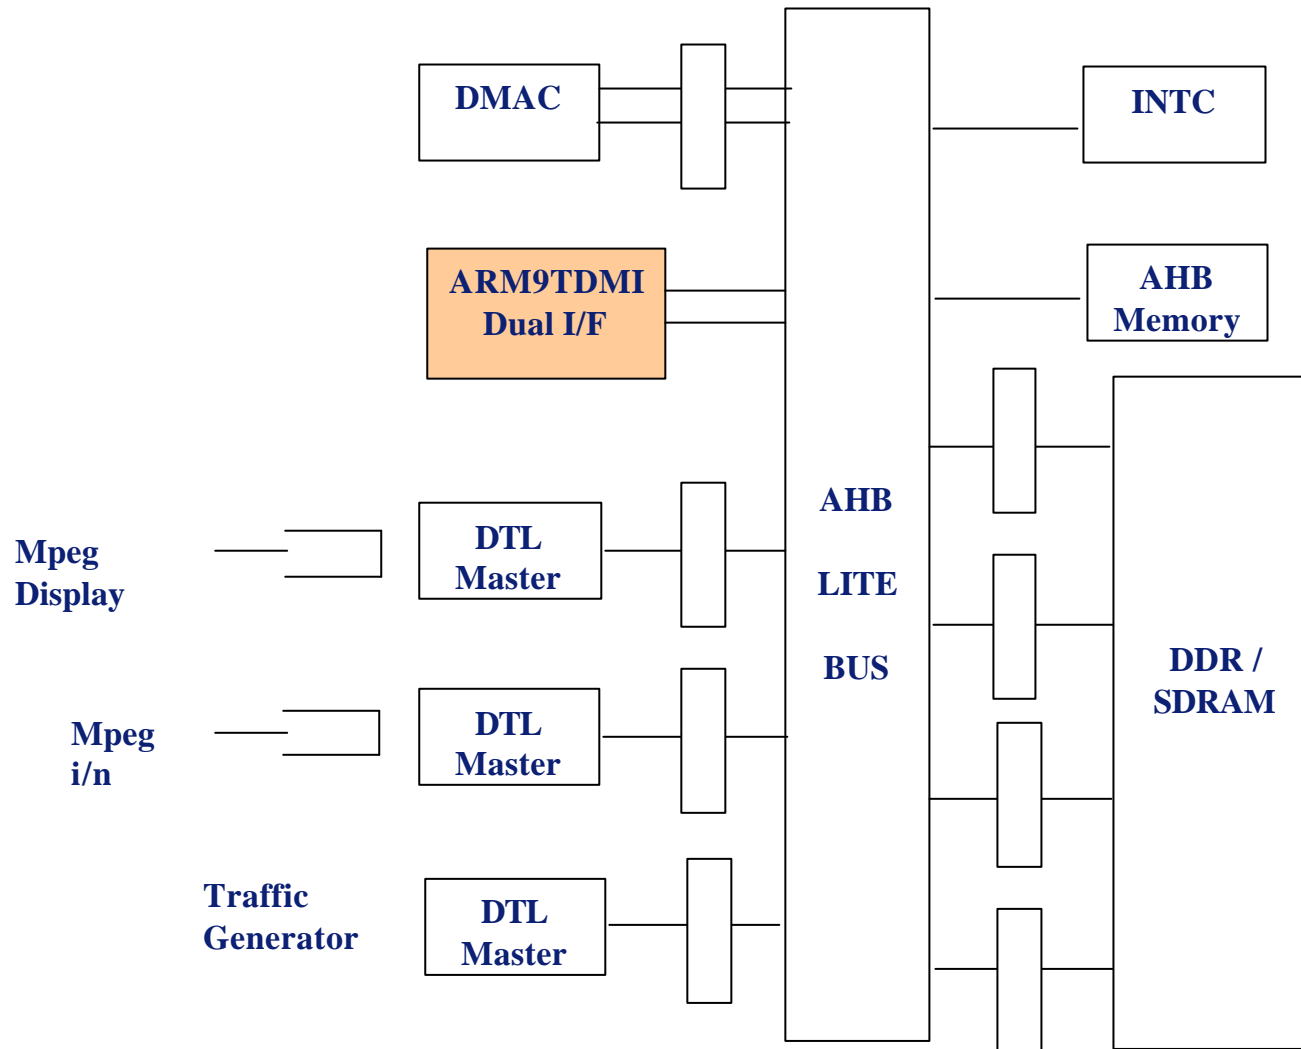 DMAC
INTC
ARM9TDMI
Dual I/F
AHB
Memory
Mpeg
Display
DTL
Master
AHB
LITE
BUS
DDR /
SDRAM
Mpeg
i/n
DTL
Master
Traffic
Generator
DTL
Master